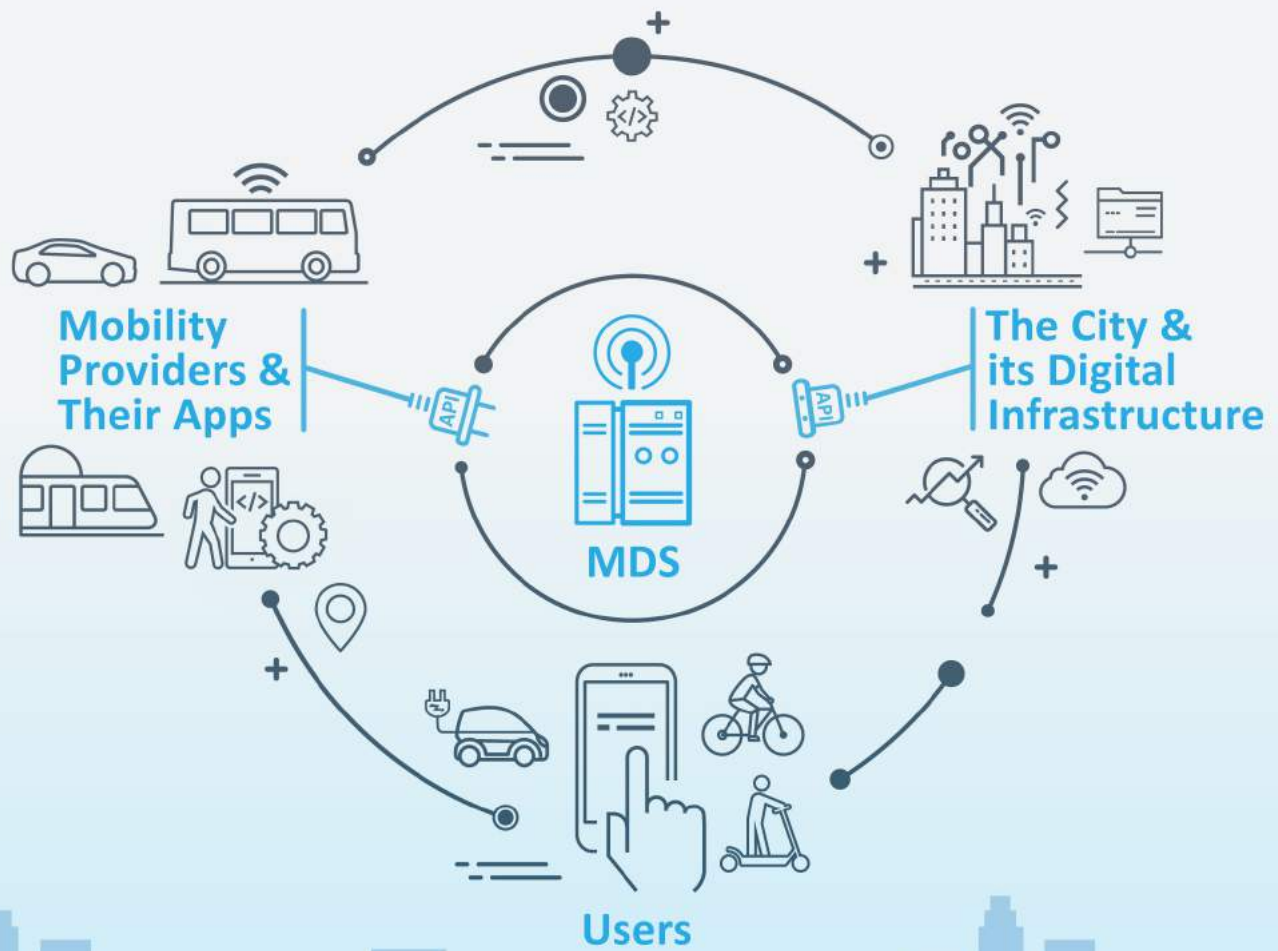 </>
Mobility
Providers &
Their Apps
The City &
its Digital
Infrastructure
API
API
</>
MDS
Users